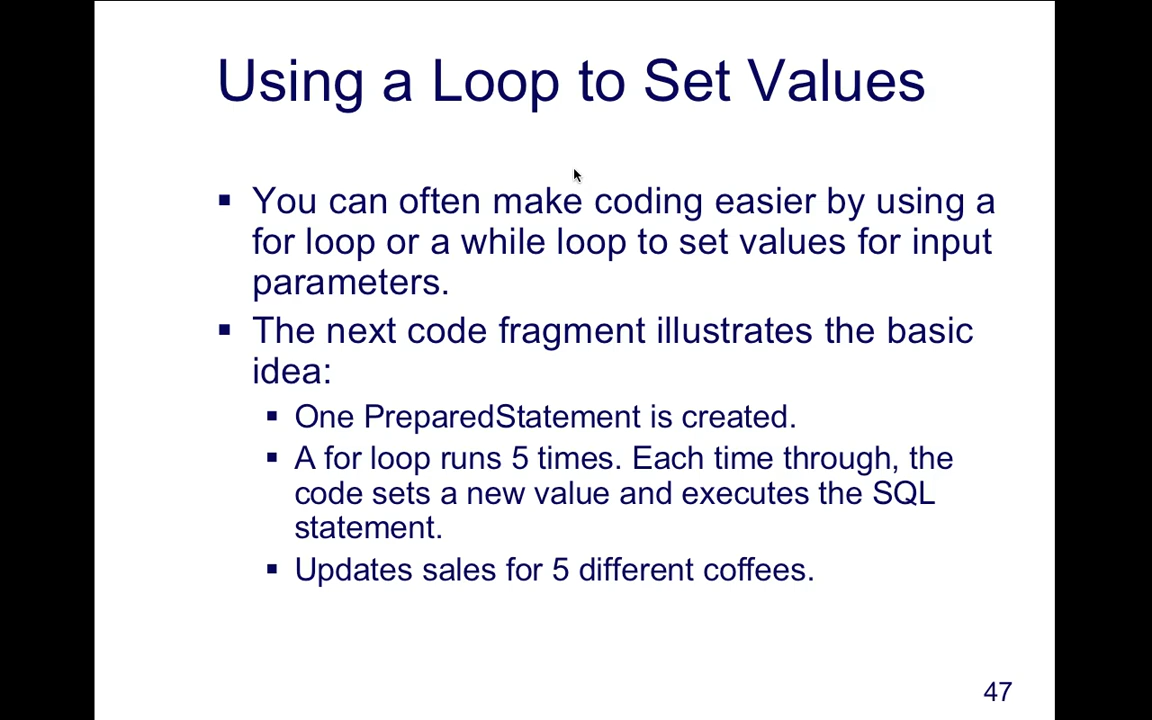 Using a Loop to Set Values
▪ You can often make coding easier by using a
for loop or a while loop to set values for input
parameters.
▪ The next code fragment illustrates the basic
idea:
▪ One PreparedStatement is created.
▪ A for loop runs 5 times. Each time through, the
code sets a new value and executes the SQL
statement.
▪ Updates sales for 5 different coffees.
47